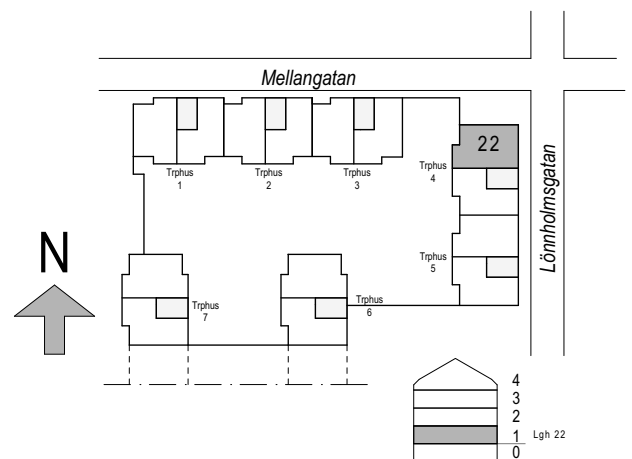 Mellangatan
22
Lönnholmsgatan
Trphus
1
Trphus
2
Trphus
3
Trphus
4
Trphus
5
Trphus
6
Trphus
7
N
4
3
2
1 Lgh 22
0